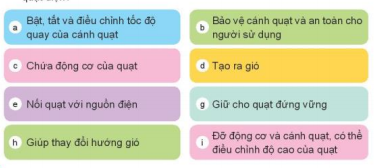 a Bật, tắt và điều chỉnh tốc độ
quay của cánh quạt
b Bảo vệ cánh quạt và an toàn cho
người sử dụng
c Chứa động cơ của quạt
d Tạo ra gió
e Nối quạt với nguồn điện
g Giữ cho quạt đứng vững
h Giúp thay đổi hướng gió
i Đỡ động cơ và cánh quạt, có thể
điều chỉnh độ cao của quạt